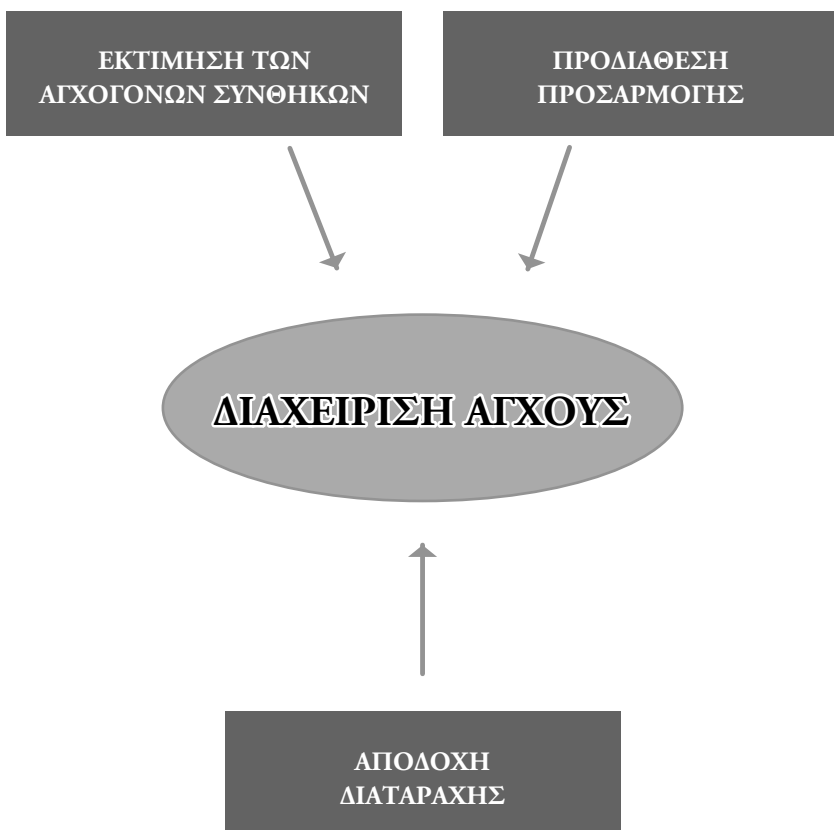 ΕΚΤΙΜΗΣΗ ΤΩΝ
ΑΓΧΟΓΟΝΩΝ ΣΥΝΘΗΚΩΝ
ΠΡΟΔΙΑΘΕΣΗ
ΠΡΟΣΑΡΜΟΓΗΣ
ΔΙΑΧΕΙΡΙΣΗ ΑΓΧΟΥΣ
ΑΠΟΔΟΧΗ
ΔΙΑΤΑΡΑΧΗΣ